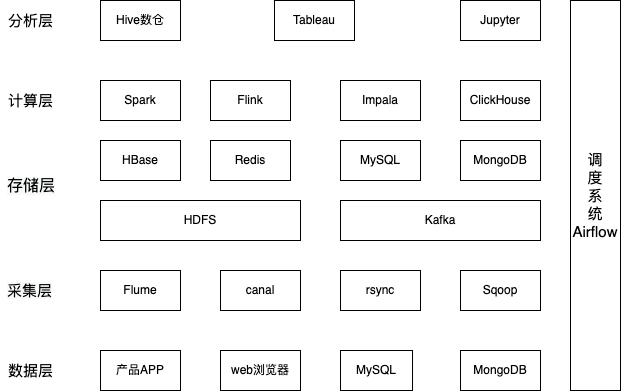 分析层
Hive数仓
Tableau
Jupyter
计算层
Spark
Flink
Impala
ClickHouse
存储层
HBase
Redis
MySQL
MongoDB
HDFS
Kafka
采集层
Flume
canal
rsync
Sqoop
数据层
产品APP
web浏览器
MySQL
MongoDB
调
度
系
统
Airflow